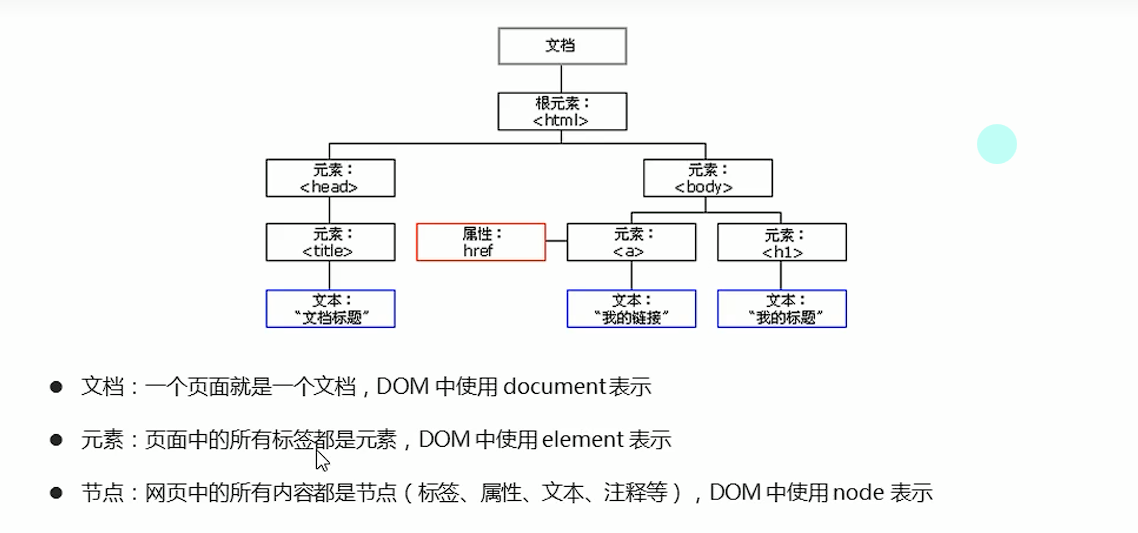 文档
根元素：
<html>
元素：
<head>
元素：
<body>
元素：
<title>
属性：
href
元素：
<a>
元素：
<h1>
文本：
“文档标题”
文本：
“我的链接”
文本：
“我的标题”
● 文档：一个页面就是一个文档，DOM 中使用 document 表示
● 元素：页面中的所有标签都是元素，DOM 中使用 element 表示
● 节点：网页中的所有内容都是节点（标签、属性、文本、注释等），DOM 中使用 node 表示